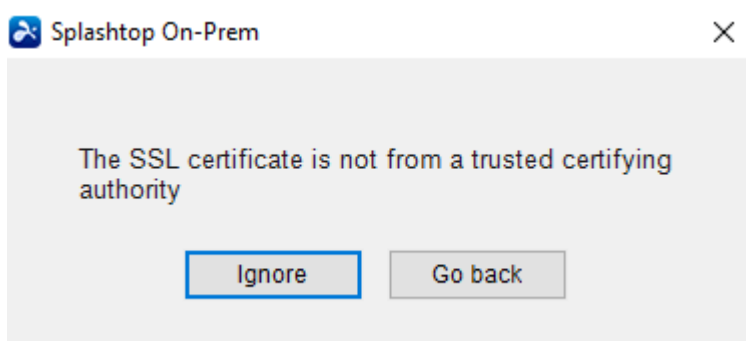 Splashtop On-Prem
The SSL certificate is not from a trusted certifying
authority
Ignore
Go back